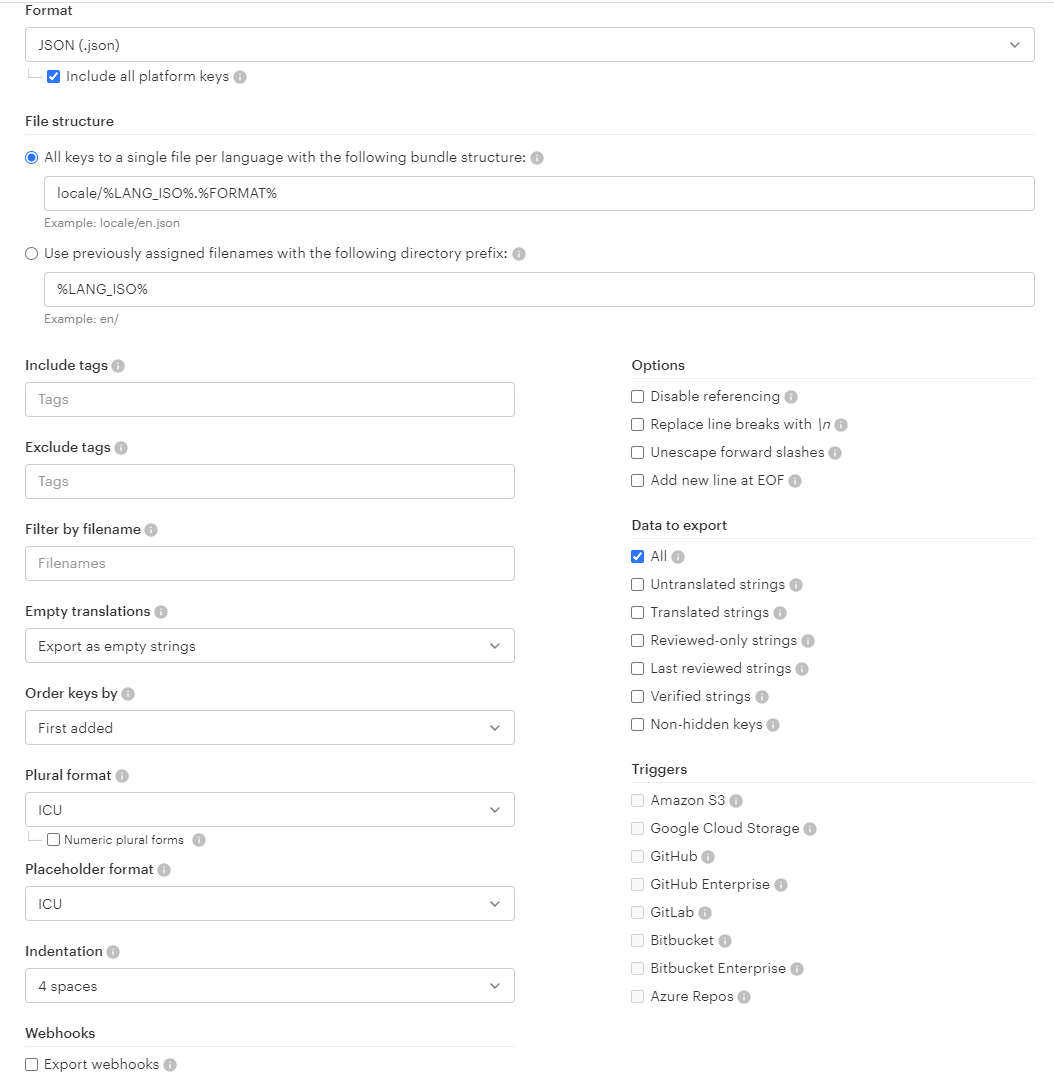 Format
JSON (.json)
Include all platform keys
File structure
All keys to a single file per language with the following bundle structure:
locale/%LANG_ISO%.%FORMAT%
Example: locale/en.json
Use previously assigned filenames with the following directory prefix:
%LANG_ISO%
Example: en/
Include tags
Tags
Exclude tags
Tags
Filter by filename
Filenames
Empty translations
Export as empty strings
Order keys by
First added
Plural format
ICU
Numeric plural forms
Placeholder format
ICU
Indentation
4 spaces
Webhooks
Export webhooks
Options
Disable referencing
Replace line breaks with \n
Unescape forward slashes
Add new line at EOF
Data to export
All
Untranslated strings
Translated strings
Reviewed-only strings
Last reviewed strings
Verified strings
Non-hidden keys
Triggers
Amazon S3
Google Cloud Storage
GitHub
GitHub Enterprise
GitLab
Bitbucket
Bitbucket Enterprise
Azure Repos